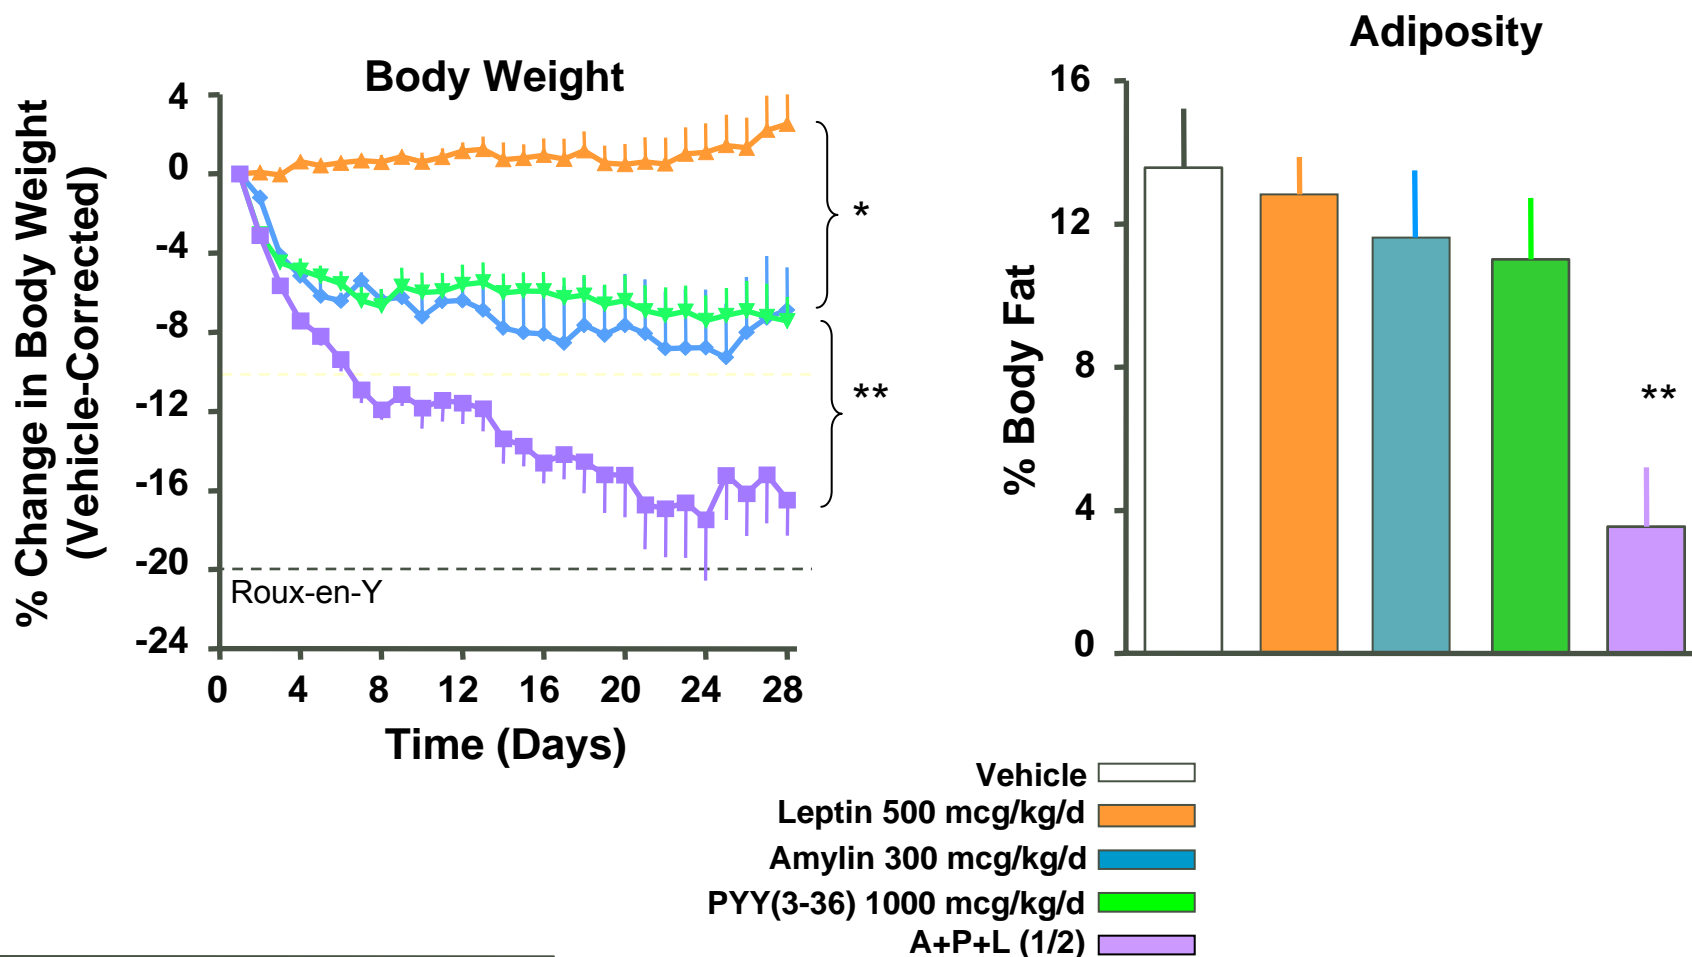 Body Weight
% Change in Body Weight
(Vehicle-Corrected)
4
0
-4
-8
-12
-16
-20
-24
*
**
Roux-en-Y
0 4 8 12 16 20 24 28
Time (Days)
Adiposity
% Body Fat
16
12
8
4
0
**
Vehicle
Leptin 500 mcg/kg/d
Amylin 300 mcg/kg/d
PYY(3-36) 1000 mcg/kg/d
A+P+L (1/2)